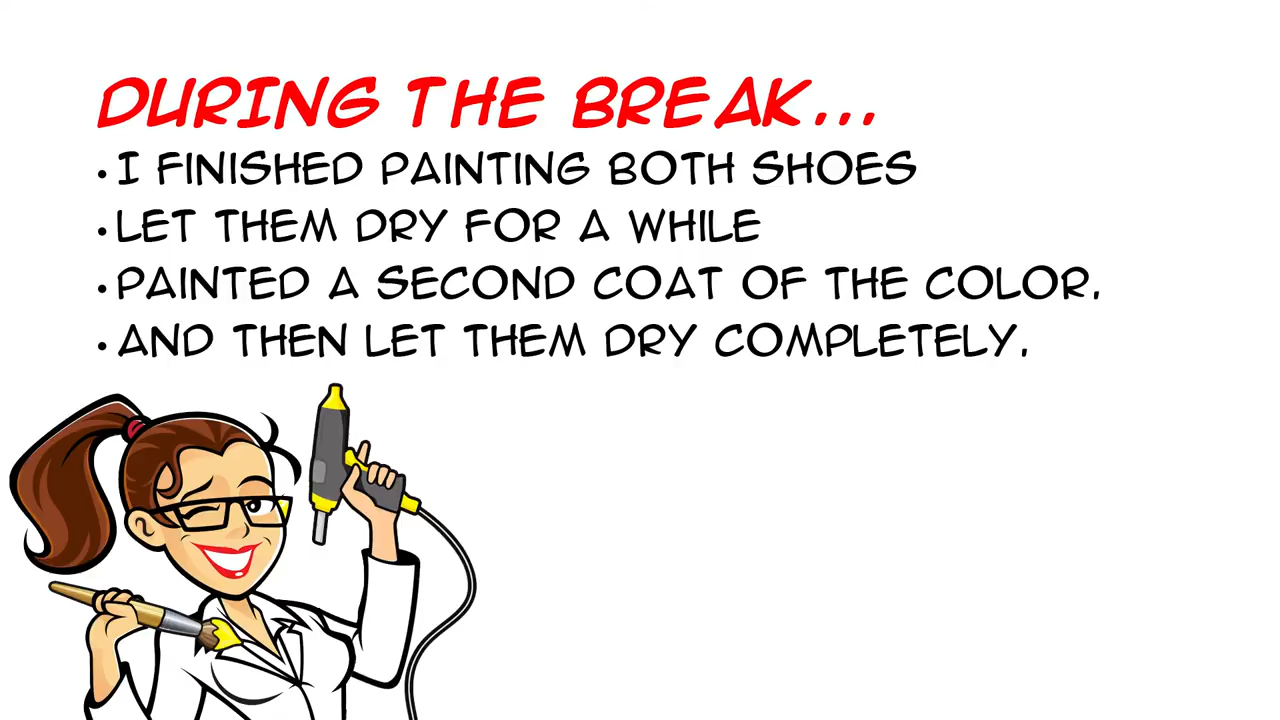 DURING THE BREAK...
• I FINISHED PAINTING BOTH SHOES
• LET THEM DRY FOR A WHILE
• PAINTED A SECOND COAT OF THE COLOR,
• AND THEN LET THEM DRY COMPLETELY.